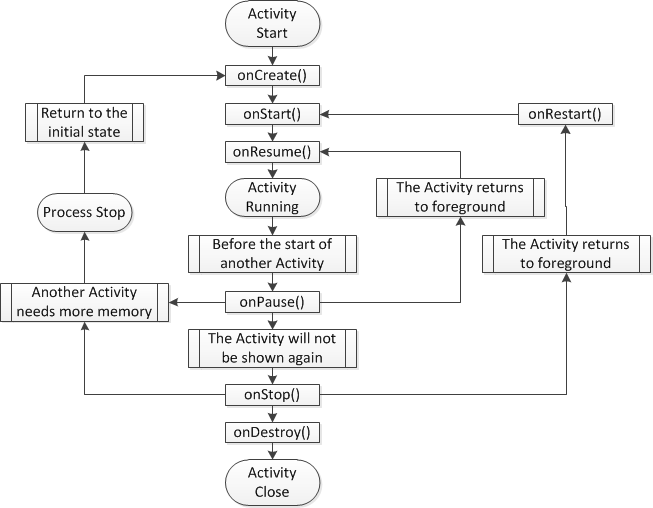 Activity
Start
onCreate()
Return to the
initial state
onStart()
onRestart()
onResume()
Activity
Running
The Activity returns
to foreground
Process Stop
Before the start of
another Activity
The Activity returns
to foreground
Another Activity
needs more memory
onPause()
The Activity will not
be shown again
onStop()
onDestroy()
Activity
Close